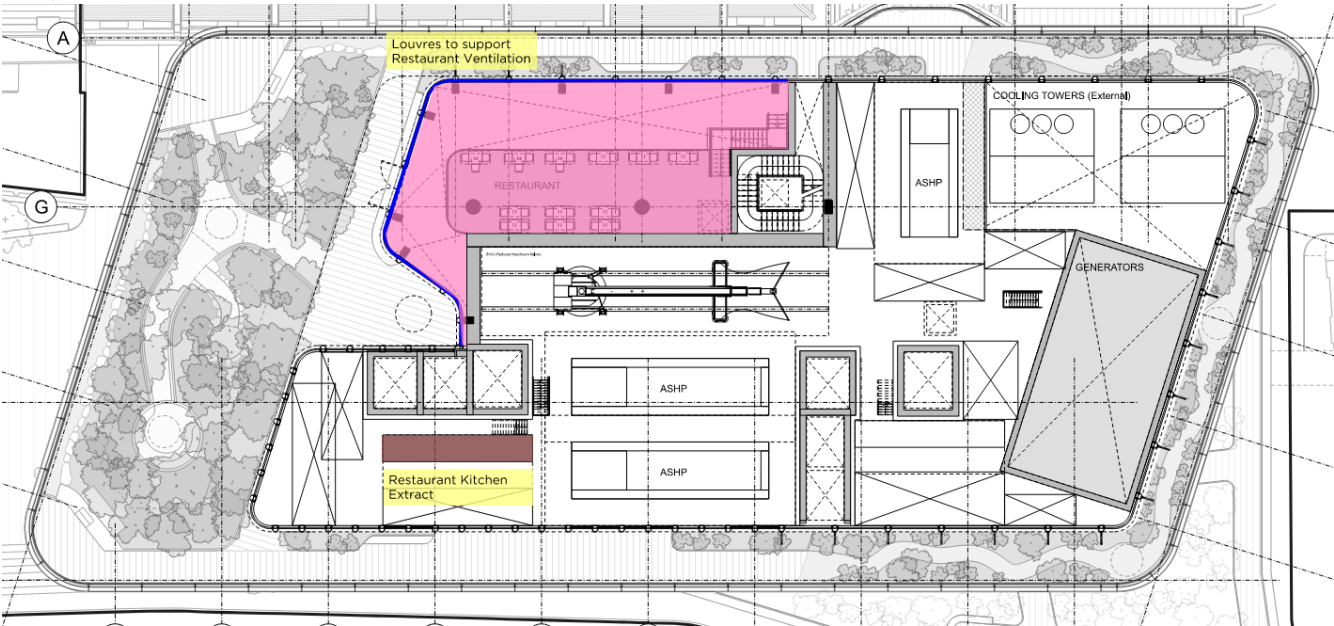 A
Louvres to support
Restaurant Ventilation
COOLING TOWERS (External)
ASHP
RESTAURANT
G
GENERATORS
ASHP
ASHP
Restaurant Kitchen
Extract